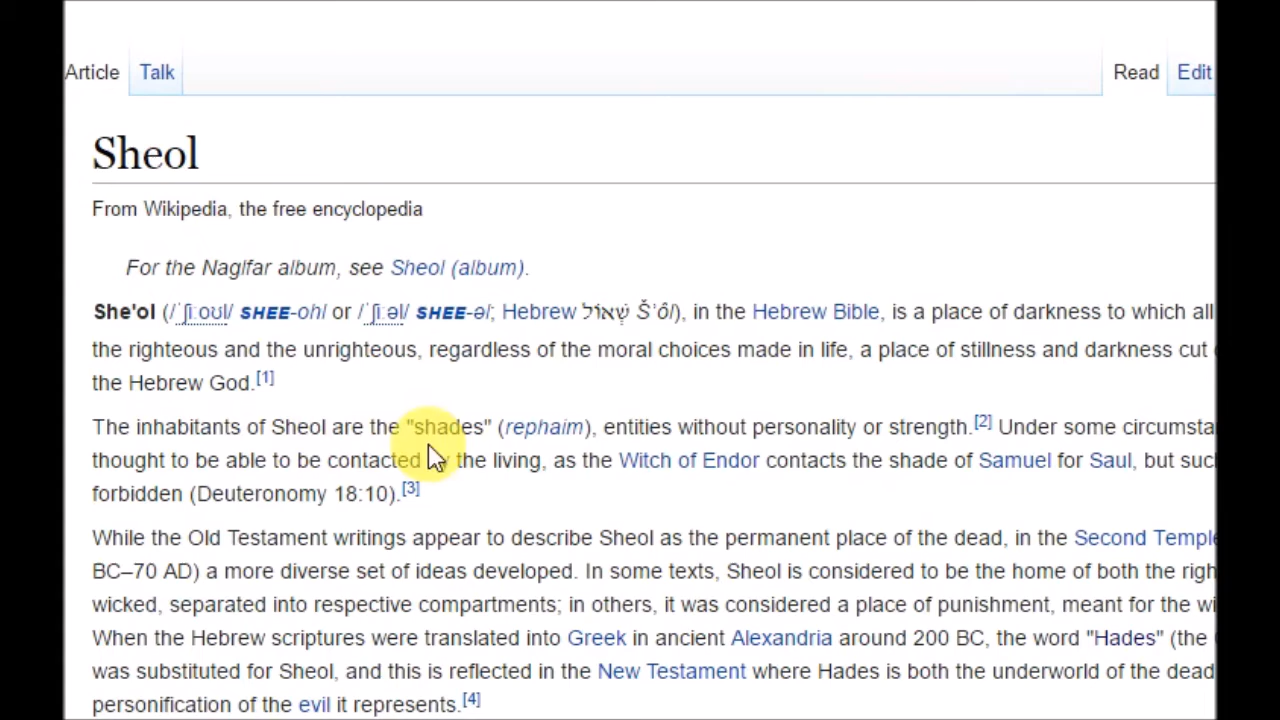 Article Talk Read Edit
Sheol
From Wikipedia, the free encyclopedia
For the Naglfar album, see Sheol (album).
She'ol (/ˈʃiːoʊl/ SHEE-ohl or /ˈʃiːəl/ SHEE-əl; Hebrew שְׁאוֹל Šʾôl), in the Hebrew Bible, is a place of darkness to which all
the righteous and the unrighteous, regardless of the moral choices made in life, a place of stillness and darkness cut
the Hebrew God.[1]
The inhabitants of Sheol are the "shades" (rephaim), entities without personality or strength.[2] Under some
thought to be able to be contacted by the living, as the Witch of Endor contacts the shade of Samuel for Saul, but
forbidden (Deuteronomy 18:10).[3]
While the Old Testament writings appear to describe Sheol as the permanent place of the dead, in the Second
BC–70 AD) a more diverse set of ideas developed. In some texts, Sheol is considered to be the home of both the
wicked, separated into respective compartments; in others, it was considered a place of punishment, meant for the
When the Hebrew scriptures were translated into Greek in ancient Alexandria around 200 BC, the word "Hades" (the
was substituted for Sheol, and this is reflected in the New Testament where Hades is both the underworld of the dead
personification of the evil it represents.[4]